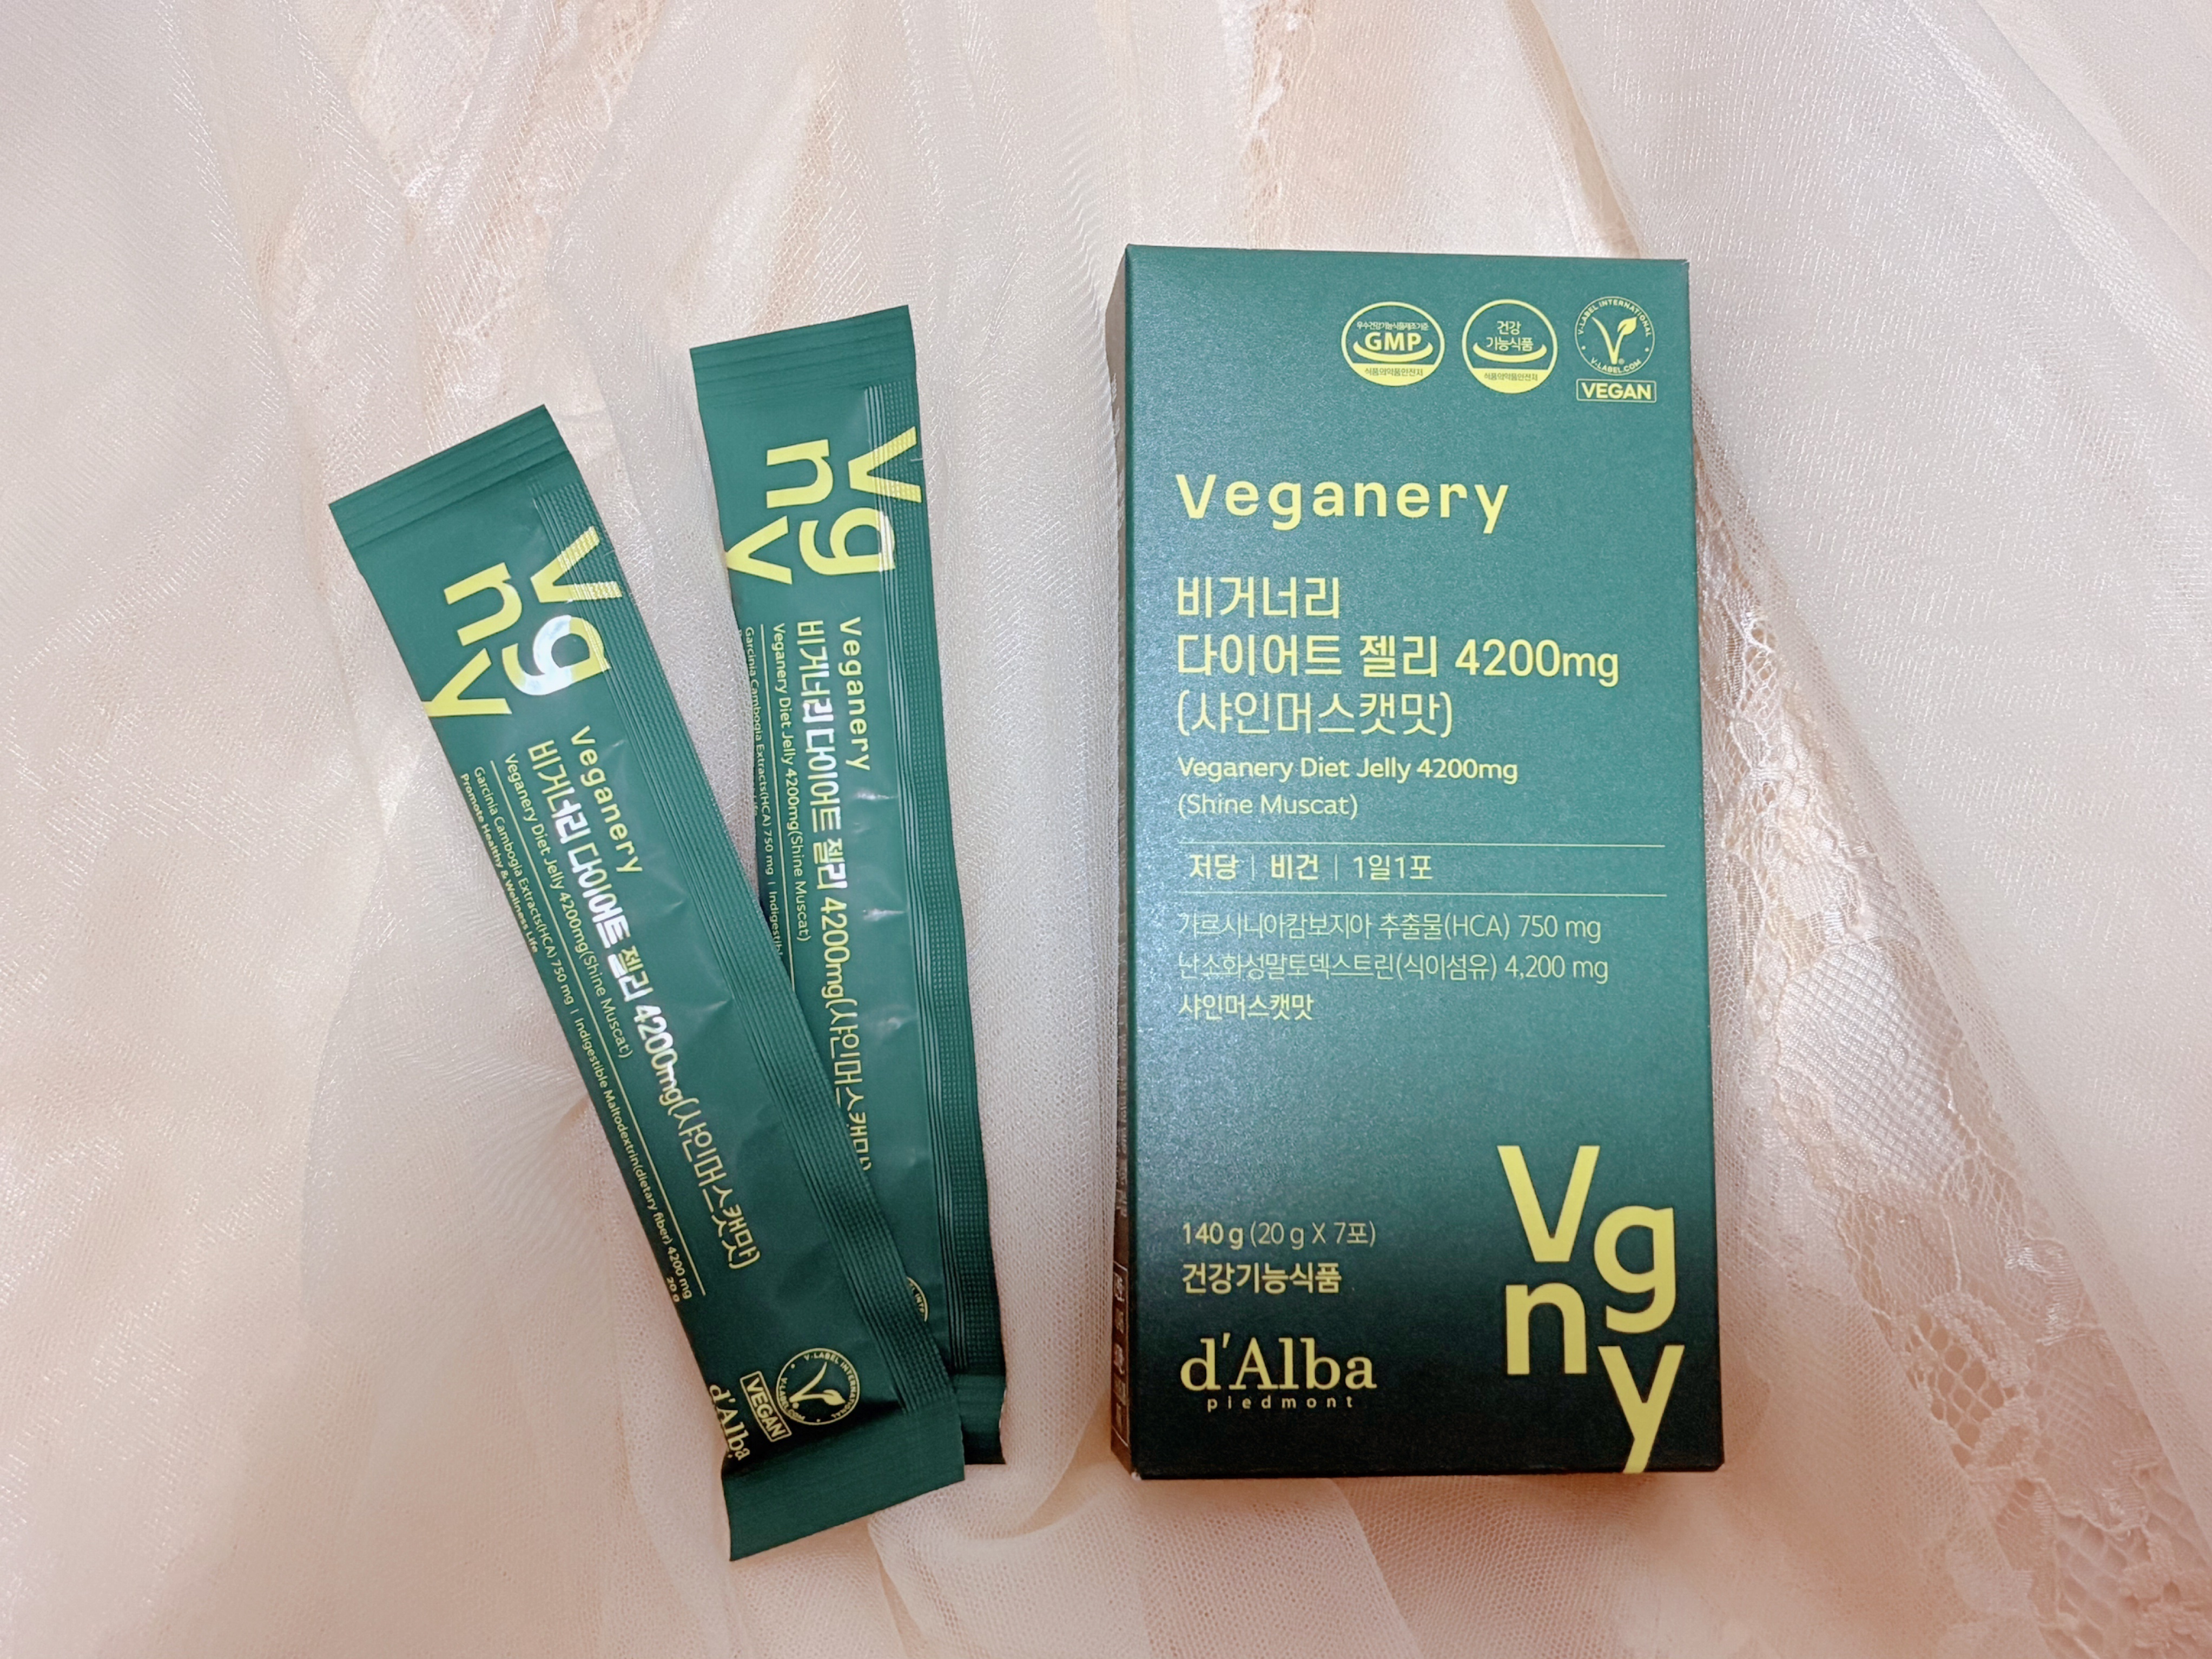 Vg
ny
Veganery
비거너리 다이어트 젤리 4200mg(샤인머스캣맛)
Veganery Diet Jelly 4200mg(Shine Muscat)
Garcinia Cambogia Extracts(HCA) 750 mg | Indigestible Maltodextrin(dietary fiber) 4200 mg
Promote Healthy & Wellness Life
20 g
V-LABEL INTERNATIONAL
V-LABEL.COM
VEGAN
d'Alba
Vg
ny
Veganery
비거너리 다이어트 젤리 4200mg(샤인머스캣맛)
Veganery Diet Jelly 4200mg(Shine Muscat)
Garcinia Cambogia Extracts(HCA) 750 mg |
우수건강기능식품제조기준
GMP
식품의약품안전처
건강
기능식품
식품의약품안전처
V-LABEL INTERNATIONAL
V-LABEL.COM
VEGAN
Veganery
비거너리
다이어트 젤리 4200mg
(샤인머스캣맛)
Veganery Diet Jelly 4200mg
(Shine Muscat)
저당 | 비건 | 1일1포
가르시니아캄보지아 추출물(HCA) 750 mg
난소화성말토덱스트린(식이섬유) 4,200 mg
샤인머스캣맛
140 g (20 g X 7포)
건강기능식품
d'Alba
piedmont
Vg
ny